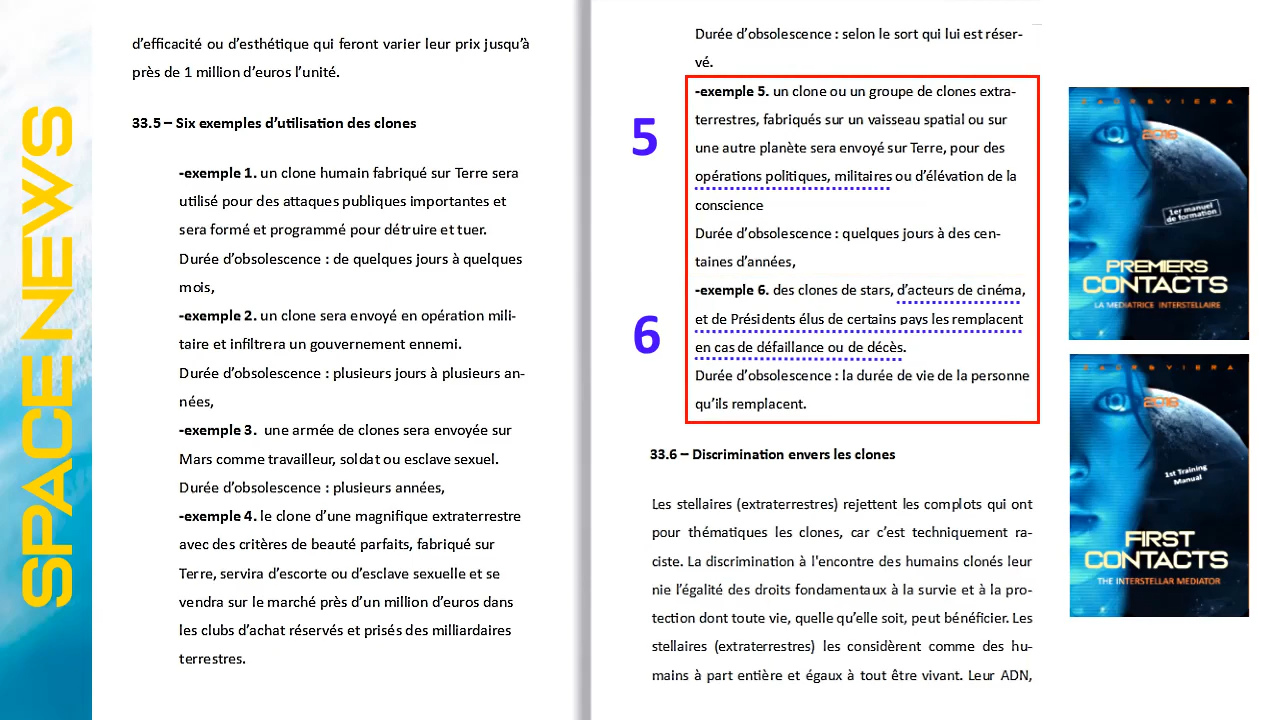 SPACE NEWS
d'efficacité ou d'esthétique qui feront varier leur prix jusqu'à
près de 1 million d'euros l'unité.
33.5 – Six exemples d'utilisation des clones
-exemple 1. un clone humain fabriqué sur Terre sera
utilisé pour des attaques publiques importantes et
sera formé et programmé pour détruire et tuer.
Durée d'obsolescence : de quelques jours à quelques
mois,
-exemple 2. un clone sera envoyé en opération mili-
taire et infiltrera un gouvernement ennemi.
Durée d'obsolescence : plusieurs jours à plusieurs an-
nées,
-exemple 3. une armée de clones sera envoyée sur
Mars comme travailleur, soldat ou esclave sexuel.
Durée d'obsolescence : plusieurs années,
-exemple 4. le clone d'une magnifique extraterrestre
avec des critères de beauté parfaits, fabriqué sur
Terre, servira d'escorte ou d'esclave sexuelle et se
vendra sur le marché près d'un million d'euros dans
les clubs d'achat réservés et prisés des milliardaires
terrestres.
Durée d'obsolescence : selon le sort qui lui est réser-
vé.
5
-exemple 5. un clone ou un groupe de clones extra-
terrestres, fabriqués sur un vaisseau spatial ou sur
une autre planète sera envoyé sur Terre, pour des
opérations politiques, militaires ou d'élévation de la
conscience
Durée d'obsolescence : quelques jours à des cen-
taines d'années,
6
-exemple 6. des clones de stars, d'acteurs de cinéma,
et de Présidents élus de certains pays les remplacent
en cas de défaillance ou de décès.
Durée d'obsolescence : la durée de vie de la personne
qu'ils remplacent.
33.6 – Discrimination envers les clones
Les stellaires (extraterrestres) rejettent les complots qui ont
pour thématiques les clones, car c'est techniquement ra-
ciste. La discrimination à l'encontre des humains clonés leur
nie l'égalité des droits fondamentaux à la survie et à la pro-
tection dont toute vie, quelle qu'elle soit, peut bénéficier. Les
stellaires (extraterrestres) les considèrent comme des hu-
mains à part entière et égaux à tout être vivant. Leur ADN,
2018
1er manuel
de formation
PREMIERS
CONTACTS
LA MEDIATRICE INTERSTELLAIRE
2018
1st Training
Manual
FIRST
CONTACTS
THE INTERSTELLAR MEDIATOR